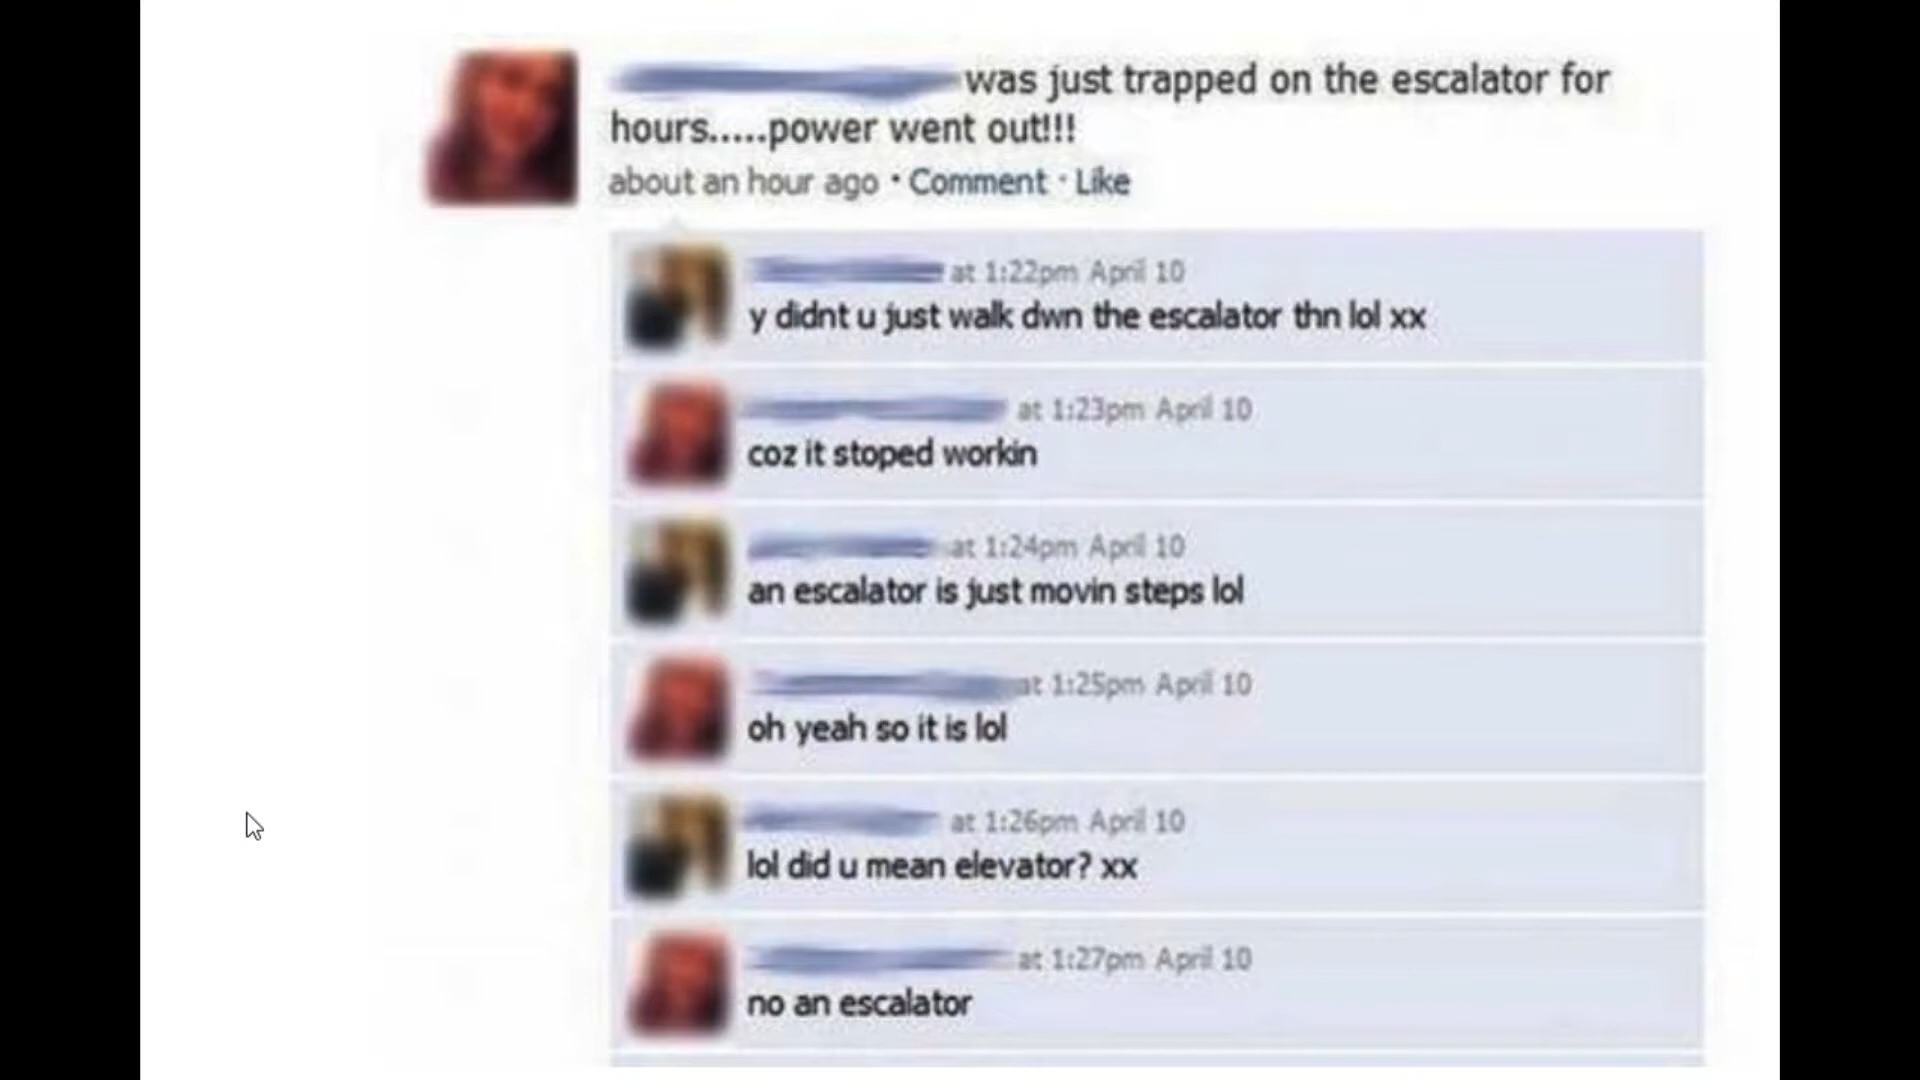 was just trapped on the escalator for
hours.....power went out!!!
about an hour ago · Comment · Like
at 1:22pm April 10
y didnt u just walk dwn the escalator thn lol xx
at 1:23pm April 10
coz it stoped workin
at 1:24pm April 10
an escalator is just movin steps lol
at 1:25pm April 10
oh yeah so it is lol
at 1:26pm April 10
lol did u mean elevator? xx
at 1:27pm April 10
no an escalator